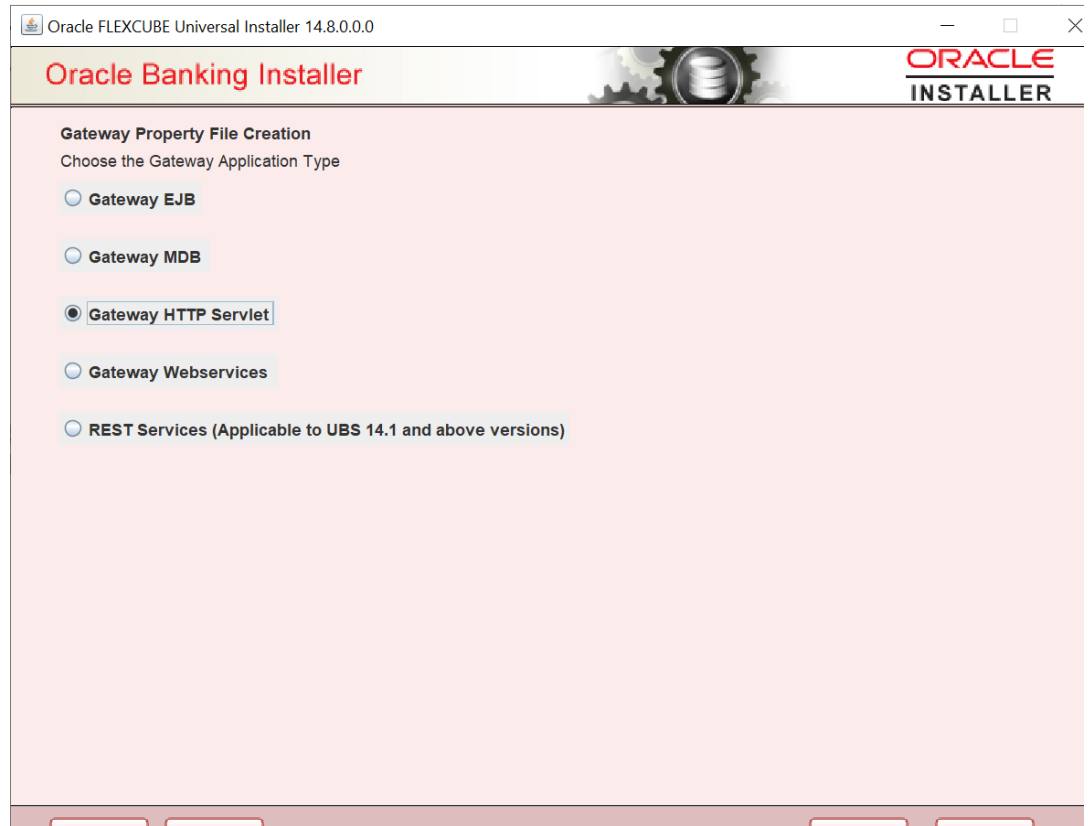 Oracle FLEXCUBE Universal Installer 14.8.0.0.0
Oracle Banking Installer
ORACLE
INSTALLER
Gateway Property File Creation
Choose the Gateway Application Type
Gateway EJB
Gateway MDB
Gateway HTTP Servlet
Gateway Webservices
REST Services (Applicable to UBS 14.1 and above versions)